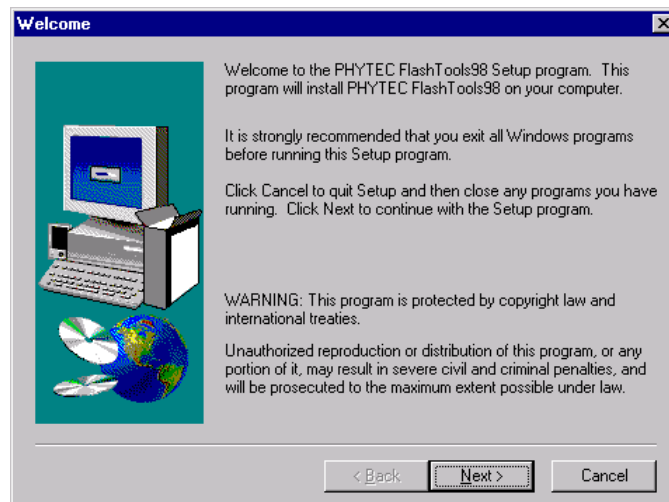 Welcome
Welcome to the PHYTEC FlashTools98 Setup program. This
program will install PHYTEC FlashTools98 on your computer.
It is strongly recommended that you exit all Windows programs
before running this Setup program.
Click Cancel to quit Setup and then close any programs you have
running. Click Next to continue with the Setup program.
WARNING: This program is protected by copyright law and
international treaties.
Unauthorized reproduction or distribution of this program, or any
portion of it, may result in severe civil and criminal penalties, and
will be prosecuted to the maximum extent possible under law.
< Back
Next >
Cancel